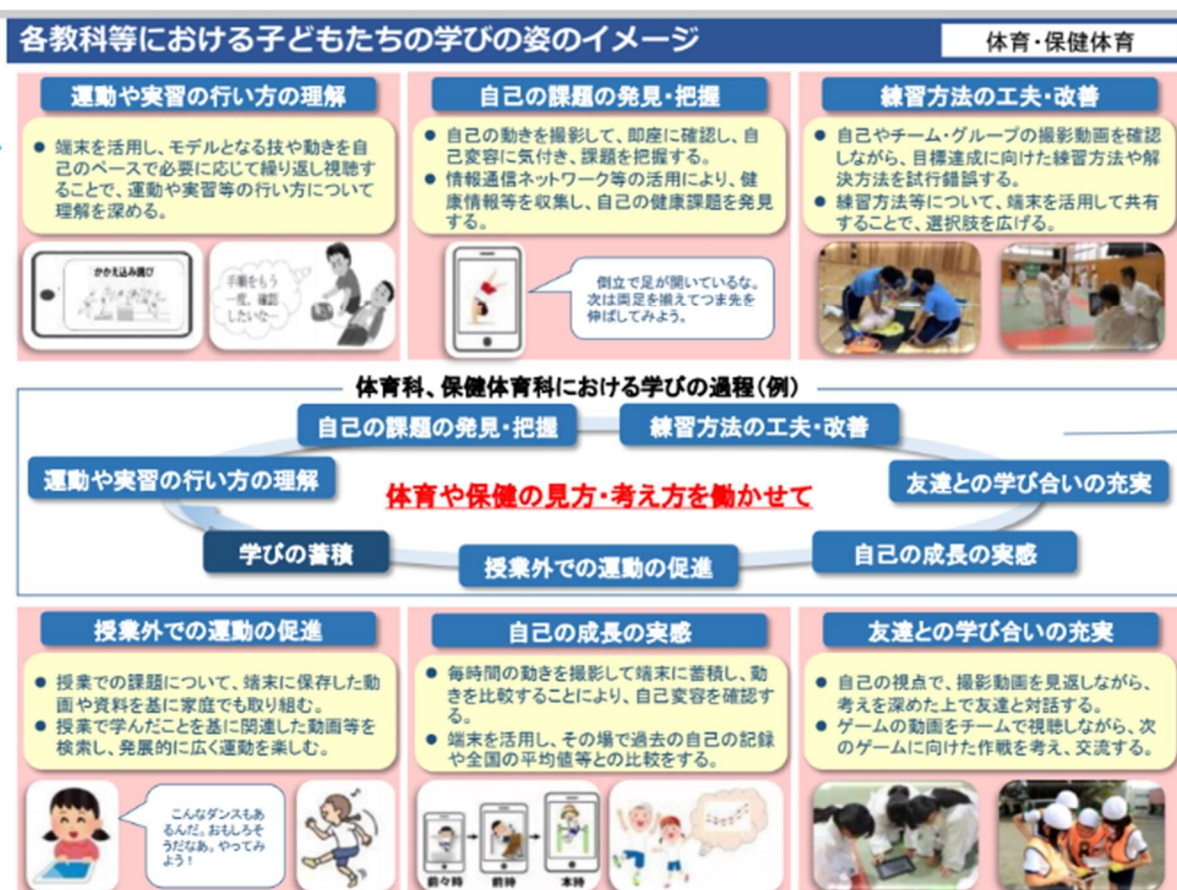 各教科等における子どもたちの学びの姿のイメージ
体育・保健体育
運動や実習の行い方の理解
● 端末を活用し、モデルとなる技や動きを自
己のペースで必要に応じて繰り返し視聴す
ることで、運動や実習等の行い方について
理解を深める。
かかえ込み跳び
手順をもう
一度、確認
したいな…
自己の課題の発見・把握
● 自己の動きを撮影して、即座に確認し、自
己変容に気付き、課題を把握する。
● 情報通信ネットワーク等の活用により、健
康情報等を収集し、自己の健康課題を発見
する。
倒立で足が開いているな。
次は両足を揃えてつま先を
伸ばしてみよう。
練習方法の工夫・改善
● 自己やチーム・グループの撮影動画を確認
しながら、目標達成に向けた練習方法や解
決方法を試行錯誤する。
● 練習方法等について、端末を活用して共有
することで、選択肢を広げる。
体育科、保健体育科における学びの過程（例）
自己の課題の発見・把握
練習方法の工夫・改善
運動や実習の行い方の理解
友達との学び合いの充実
体育や保健の見方・考え方を働かせて
学びの蓄積
授業外での運動の促進
自己の成長の実感
授業外での運動の促進
● 授業での課題について、端末に保存した動
画や資料を基に家庭でも取り組む。
● 授業で学んだことを基に関連した動画等を
検索し、発展的に広く運動を楽しむ。
こんなダンスもあ
るんだ。おもしろそ
うだなあ。やってみ
よう！
自己の成長の実感
● 毎時間の動きを撮影して端末に蓄積し、動
きを比較することにより、自己変容を確認す
る。
● 端末を活用し、その場で過去の自己の記録
や全国の平均値等との比較をする。
前々時
前時
本時
友達との学び合いの充実
● 自己の視点で、撮影動画を見返しながら、
考えを深めた上で友達と対話する。
● ゲームの動画をチームで視聴しながら、次
のゲームに向けた作戦を考え、交流する。